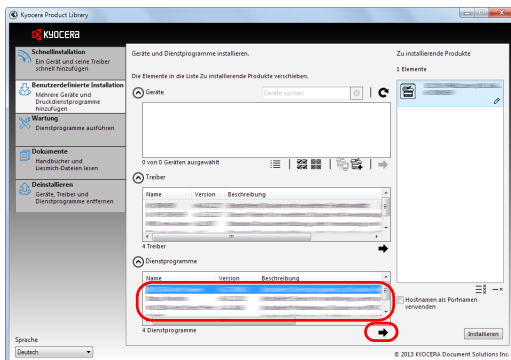 Kyocera Product Library
KYOCERA
Schnellinstallation
Ein Gerät und seine Treiber
schnell hinzufügen
Benutzerdefinierte Installation
Mehrere Geräte und
Druckdienstprogramme
hinzufügen
Wartung
Dienstprogramme ausführen
Dokumente
Handbücher und
Liesmich-Dateien lesen
Deinstallieren
Geräte, Treiber und
Dienstprogramme entfernen
Sprache
Deutsch
Geräte und Dienstprogramme installieren.
Die Elemente in die Liste Zu installierende Produkte verschieben.
Geräte
Geräte suchen
0 von 0 Geräten ausgewählt
Treiber
Name Version Beschreibung
4 Treiber
Dienstprogramme
Name Version Beschreibung
4 Dienstprogramme
Zu installierende Produkte
1 Elemente
Hostnamen als Portnamen
verwenden
Installieren
© 2013 KYOCERA Document Solutions Inc.